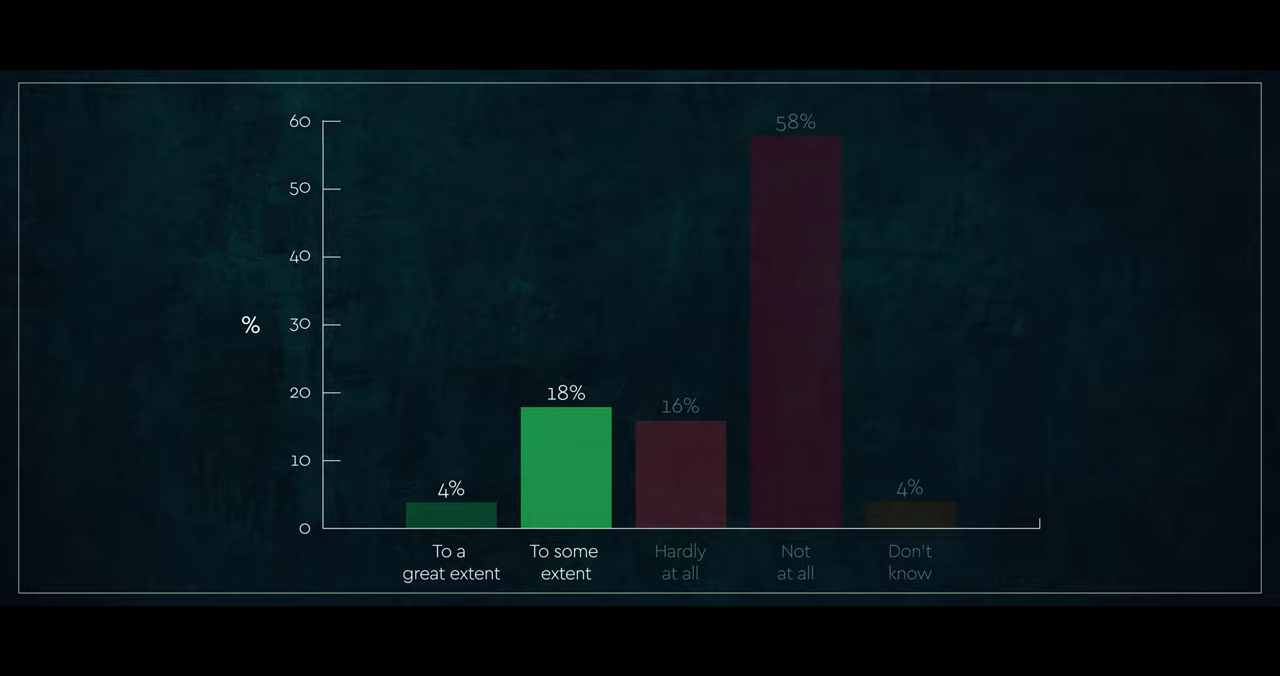 60
58%
50
40
% 30
20
18%
16%
10
4%
4%
0
To a
great extent
To some
extent
Hardly
at all
Not
at all
Don't
know